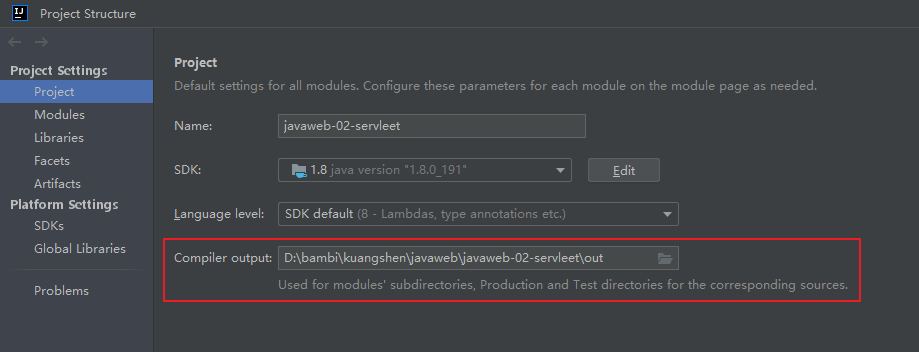 IJ
Project Structure
Project Settings
Project
Modules
Libraries
Facets
Artifacts
Platform Settings
SDKs
Global Libraries
Problems
Project
Default settings for all modules. Configure these parameters for each module on the module page as needed.
Name: javaweb-02-servleet
SDK: 1.8 java version "1.8.0_191" Edit
Language level: SDK default (8 - Lambdas, type annotations etc.)
Compiler output: D:\bambi\kuangshen\javaweb\javaweb-02-servleet\out
Used for modules' subdirectories, Production and Test directories for the corresponding sources.